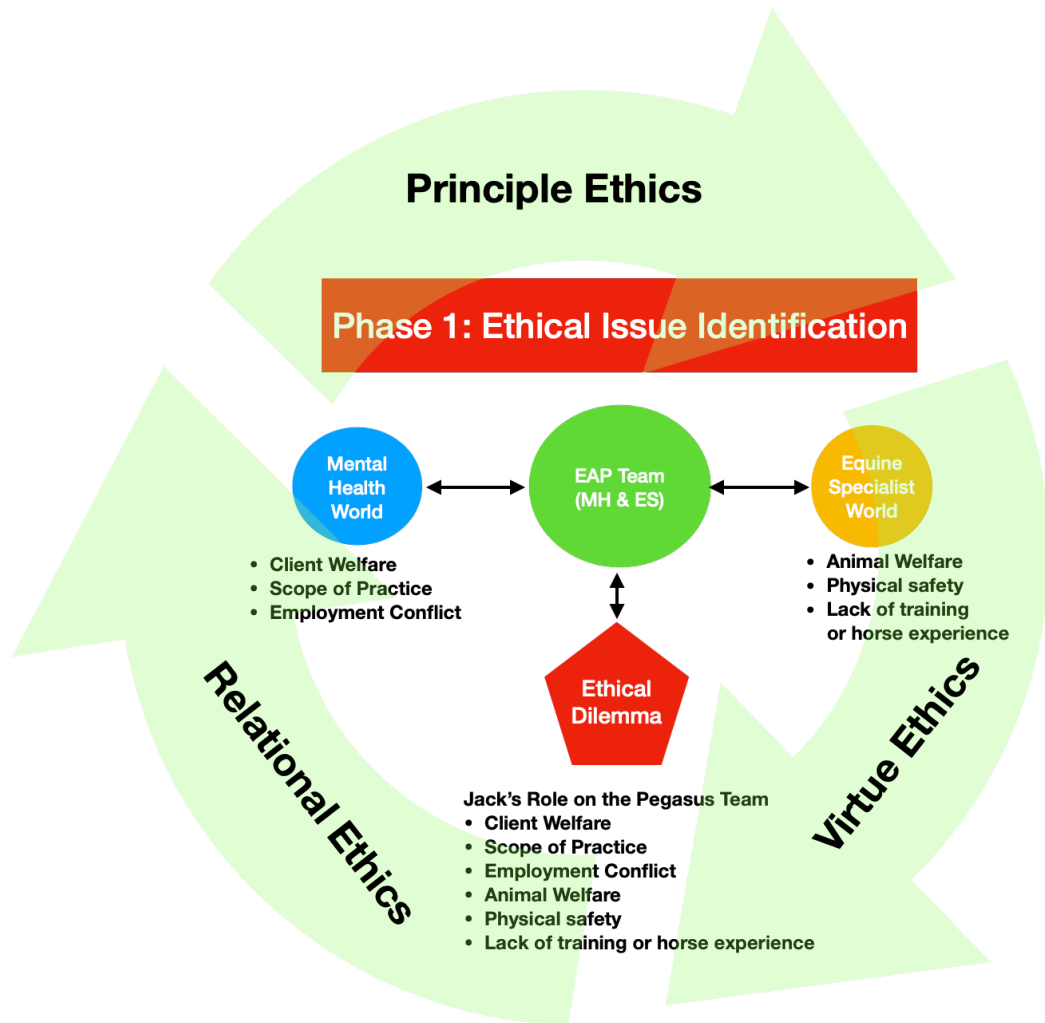 Principle Ethics
Phase 1: Ethical Issue Identification
Mental
Health
World
EAP Team
(MH & ES)
Equine
Specialist
World
• Client Welfare
• Scope of Practice
• Employment Conflict
• Animal Welfare
• Physical safety
• Lack of training
or horse experience
Ethical
Dilemma
Relational Ethics
Virtue Ethics
Jack's Role on the Pegasus Team
• Client Welfare
• Scope of Practice
• Employment Conflict
• Animal Welfare
• Physical safety
• Lack of training or horse experience